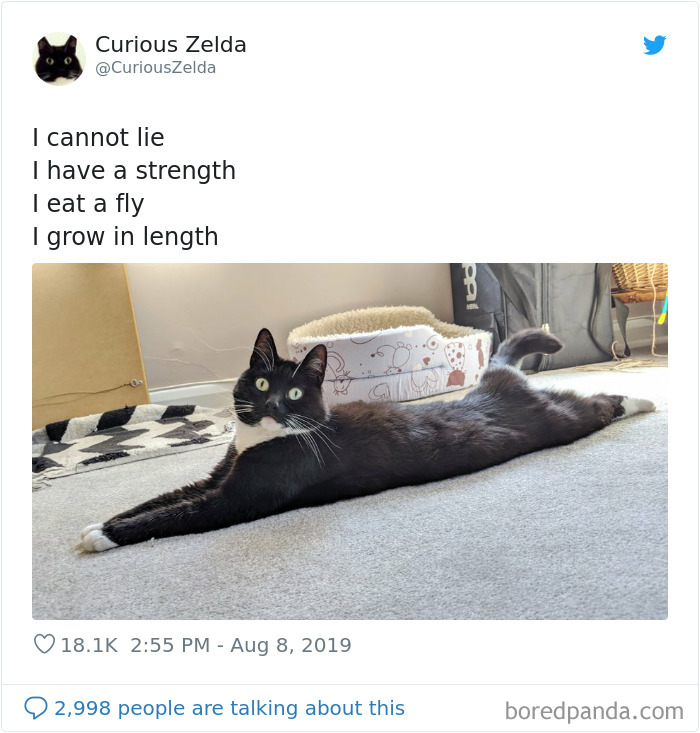 Curious Zelda
@CuriousZelda
I cannot lie
I have a strength
I eat a fly
I grow in length
18.1K 2:55 PM - Aug 8, 2019
2,998 people are talking about this
boredpanda.com